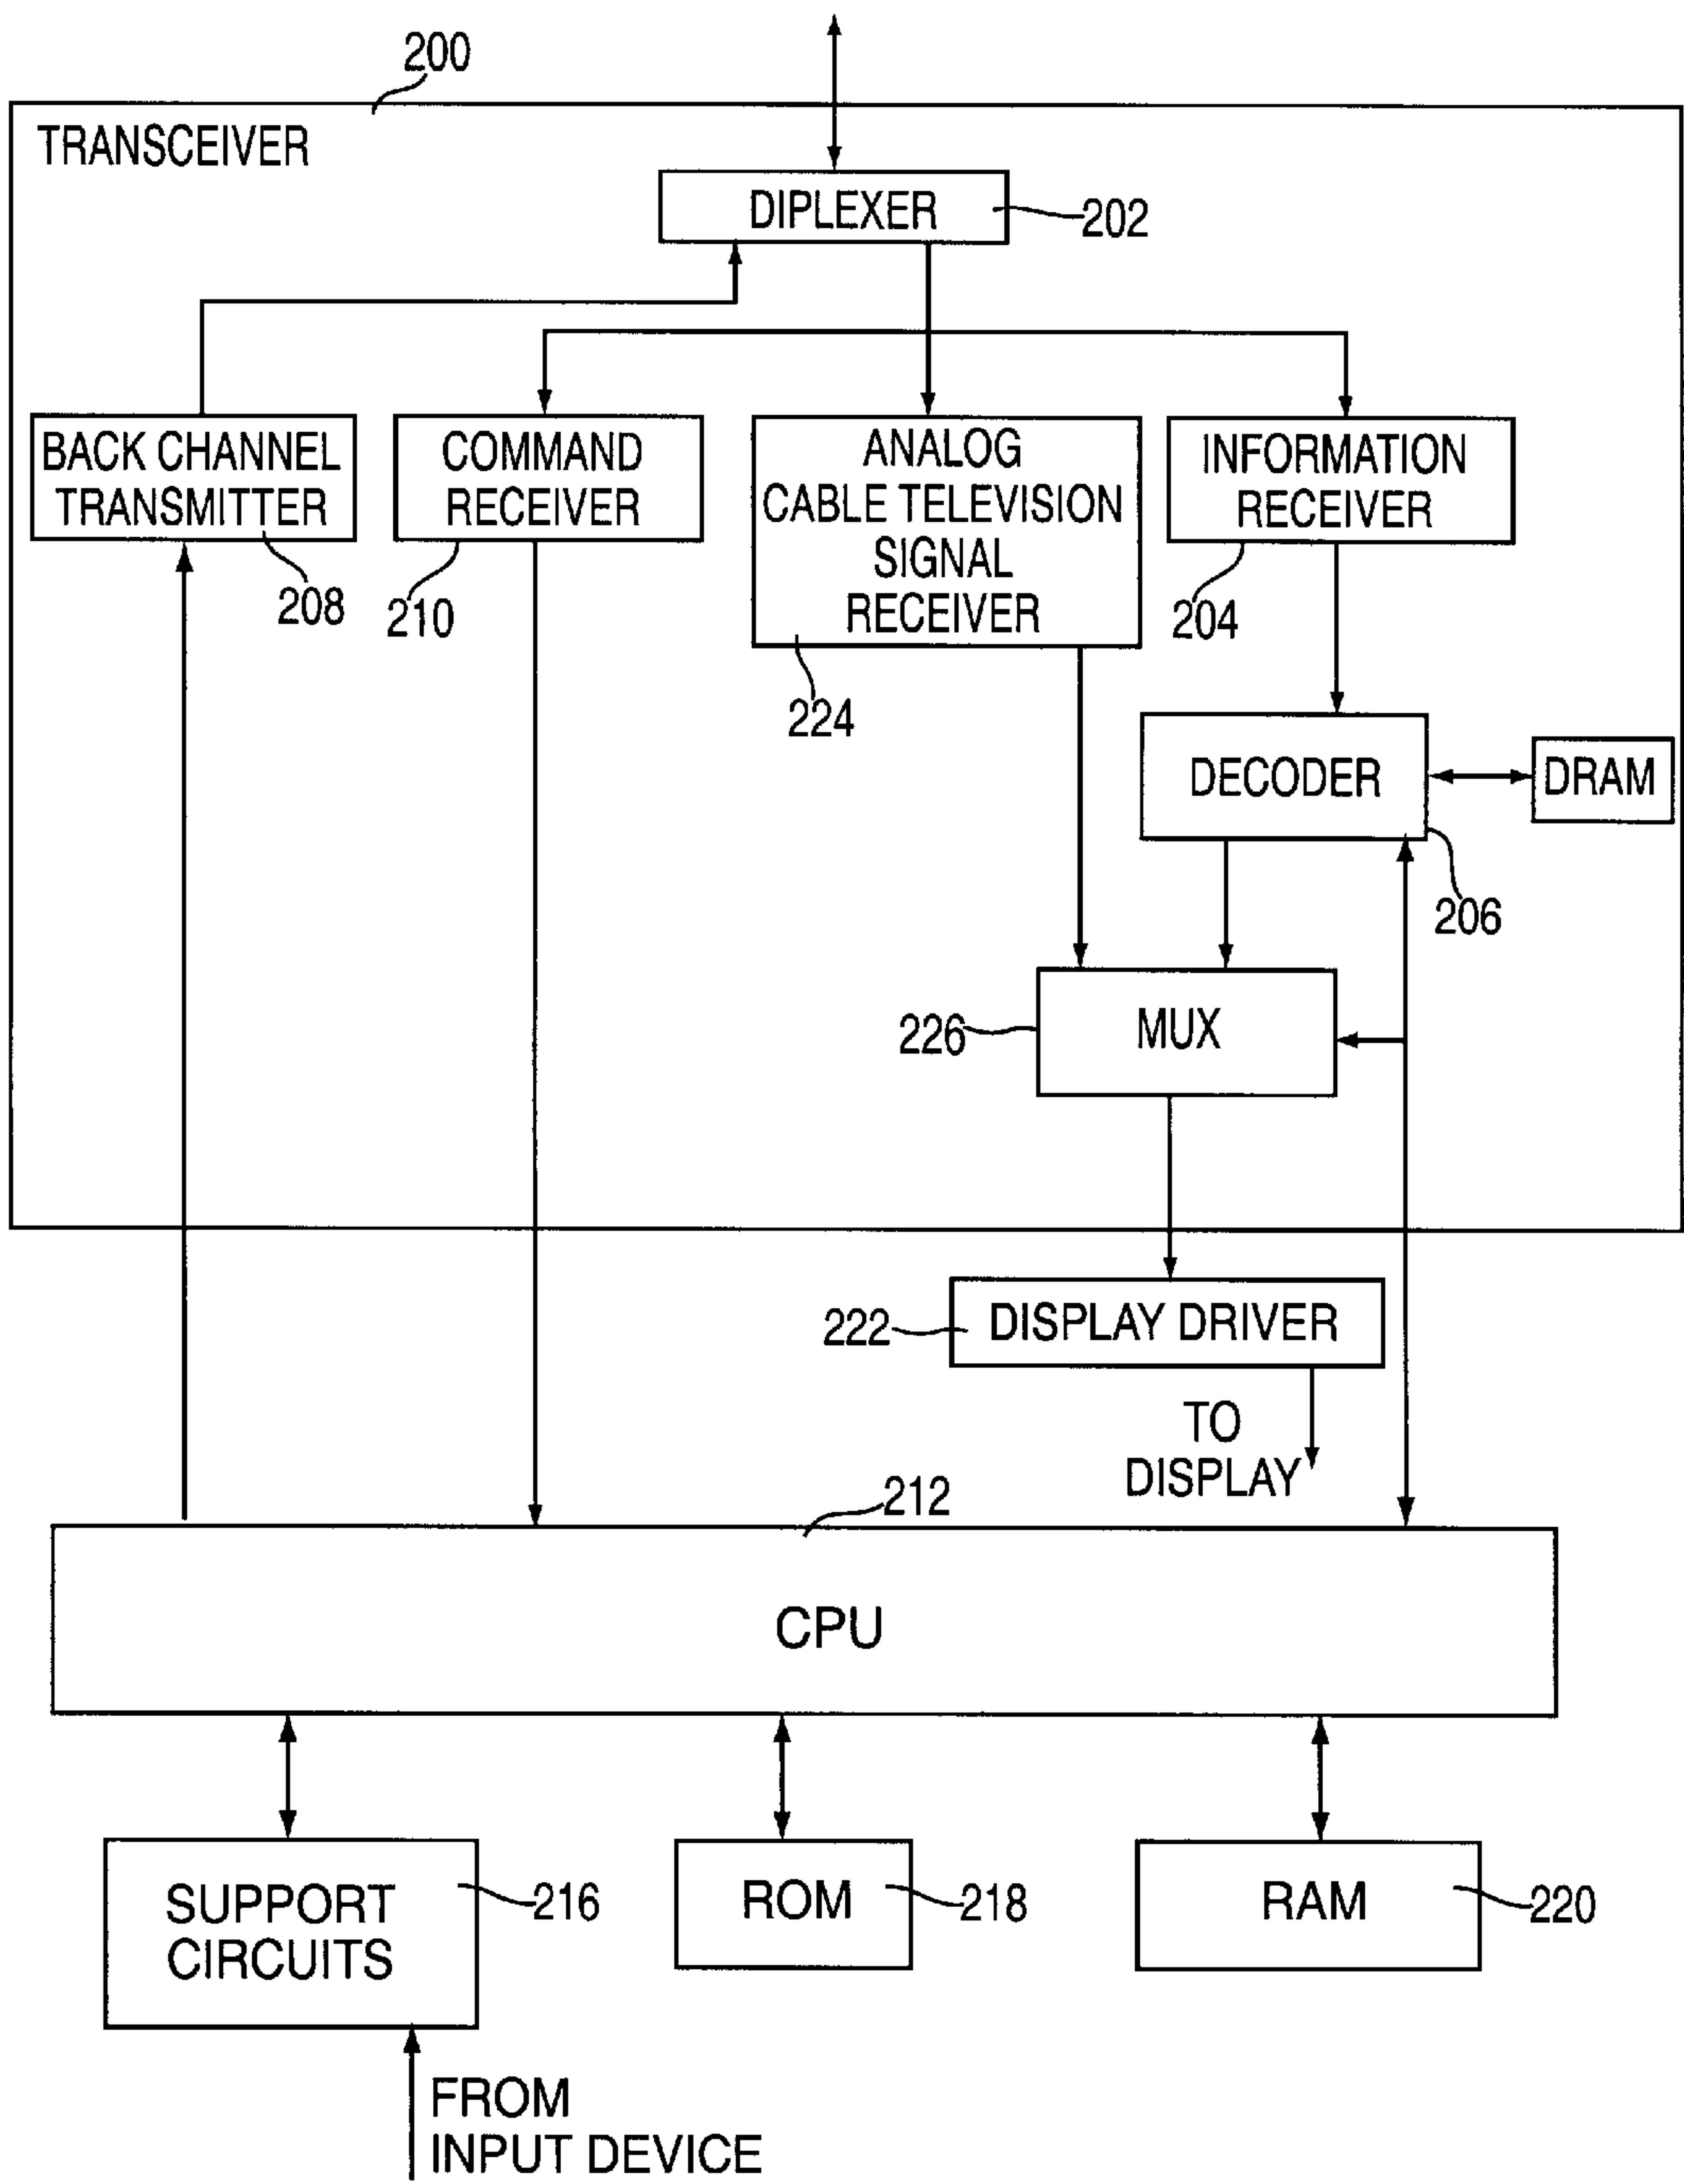 200
TRANSCEIVER
DIPLEXER
202
BACK CHANNEL
TRANSMITTER
208
COMMAND
RECEIVER
210
ANALOG
CABLE TELEVISION
SIGNAL
RECEIVER
224
INFORMATION
RECEIVER
204
DECODER
206
DRAM
MUX
226
DISPLAY DRIVER
222
TO
DISPLAY
212
CPU
SUPPORT
CIRCUITS
216
ROM
218
RAM
220
FROM
INPUT DEVICE